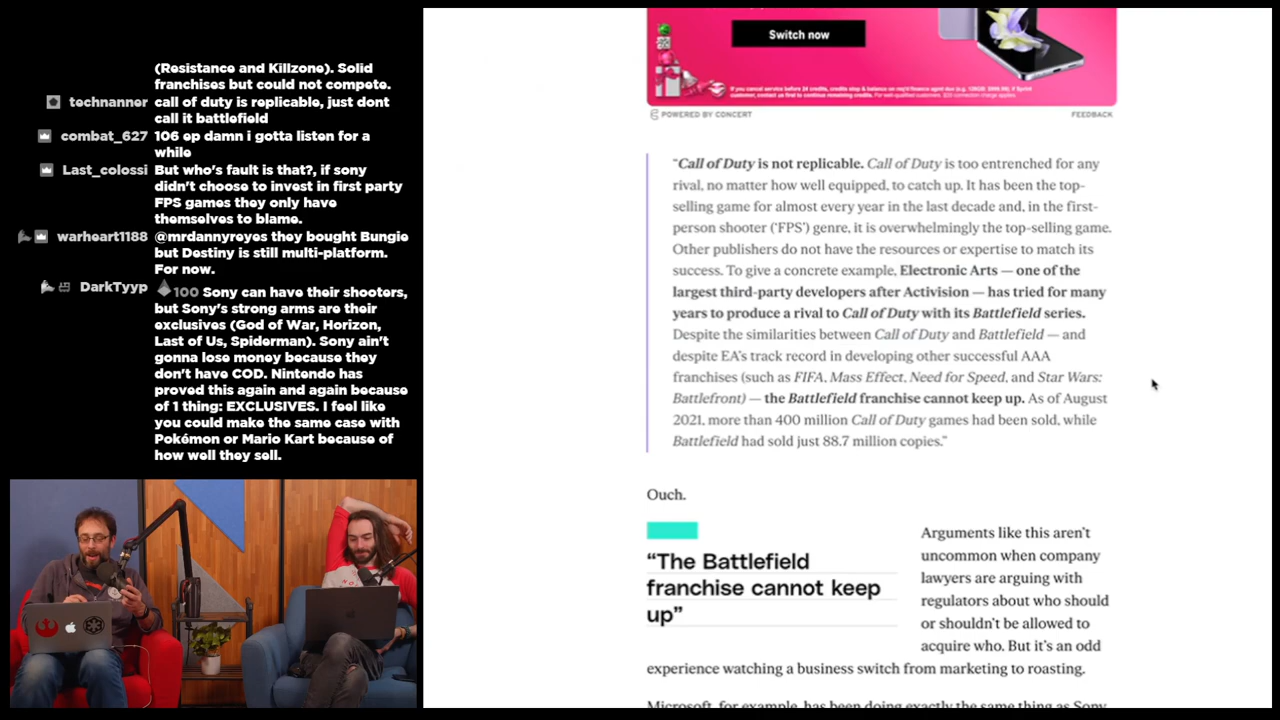 (Resistance and Killzone). Solid
franchises but could not compete.
call it battlefield
combat_627 106 ep damn i gotta listen for a
while
Last_colossi But who's fault is that?, if sony
didn't choose to invest in first party
FPS games they only have
themselves to blame.
warheart1188 @mrdannyreyes they bought Bungie
but Destiny is still multi-platform.
For now.
DarkTyyp 100 Sony can have their shooters,
but Sony's strong arms are their
exclusives (God of War, Horizon,
Last of Us, Spiderman). Sony ain't
gonna lose money because they
don't have COD. Nintendo has
proved this again and again because
of 1 thing: EXCLUSIVES. I feel like
you could make the same case with
Pokémon or Mario Kart because of
how well they sell.
Switch now
POWERED BY CONCERT
FEEDBACK
"Call of Duty is not replicable. Call of Duty is too entrenched for any
rival, no matter how well equipped, to catch up. It has been the top-
selling game for almost every year in the last decade and, in the first-
person shooter ('FPS') genre, it is overwhelmingly the top-selling game.
Other publishers do not have the resources or expertise to match its
success. To give a concrete example, Electronic Arts — one of the
largest third-party developers after Activision — has tried for many
years to produce a rival to Call of Duty with its Battlefield series.
Despite the similarities between Call of Duty and Battlefield — and
despite EA's track record in developing other successful AAA
franchises (such as FIFA, Mass Effect, Need for Speed, and Star Wars:
Battlefront) — the Battlefield franchise cannot keep up. As of August
2021, more than 400 million Call of Duty games had been sold, while
Battlefield had sold just 88.7 million copies."
Ouch.
"The Battlefield
franchise cannot keep
up"
Arguments like this aren't
uncommon when company
lawyers are arguing with
regulators about who should
or shouldn't be allowed to
acquire who. But it's an odd
experience watching a business switch from marketing to roasting.
Microsoft, for example, has been doing exactly the same thing as Sony